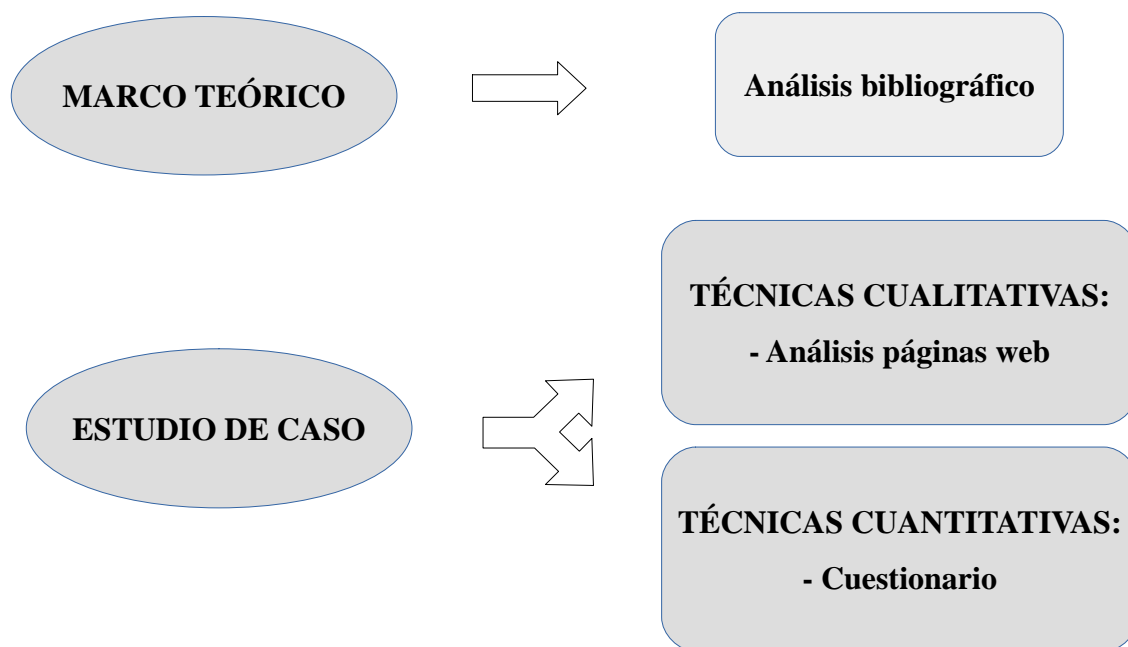 MARCO TEÓRICO
Análisis bibliográfico
ESTUDIO DE CASO
TÉCNICAS CUALITATIVAS:
- Análisis páginas web
TÉCNICAS CUANTITATIVAS:
- Cuestionario